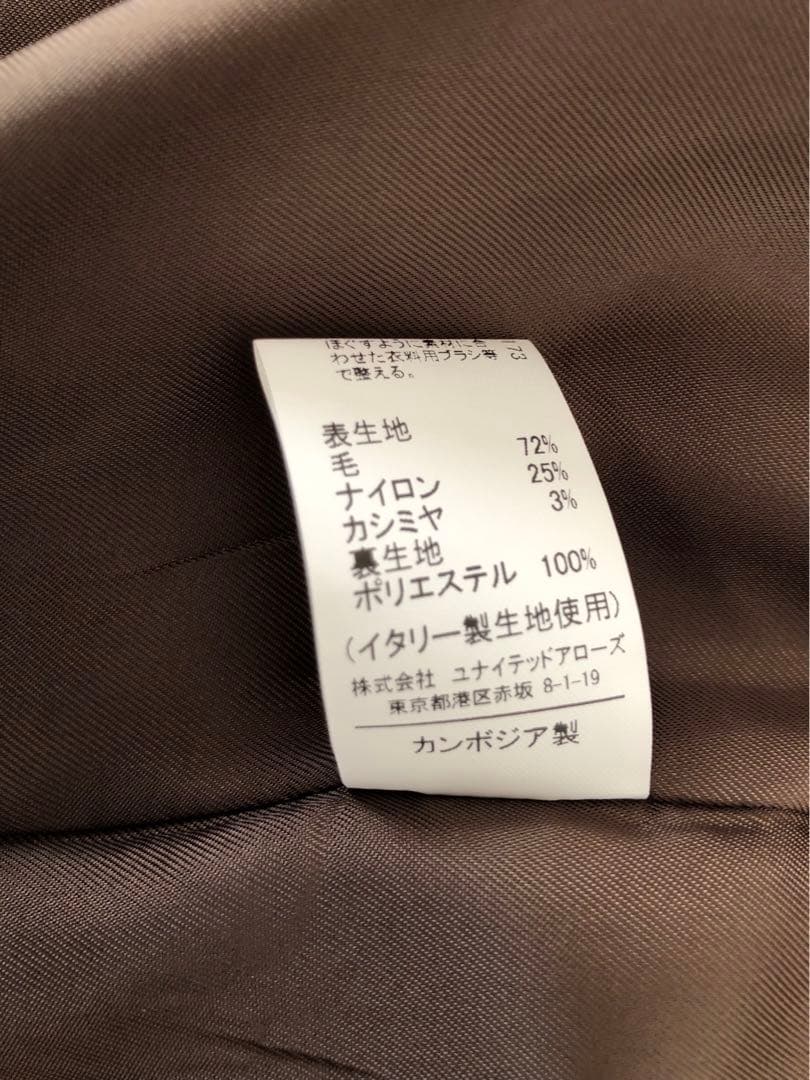 ほぐすように素材に合
わせた衣料用ブラシ等
で整える。
173
表生地
毛 72%
ナイロン 25%
カシミヤ 3%
裏生地
ポリエステル 100%
(イタリー製生地使用)
株式会社 ユナイテッドアローズ
東京都港区赤坂 8-1-19
カンボジア製